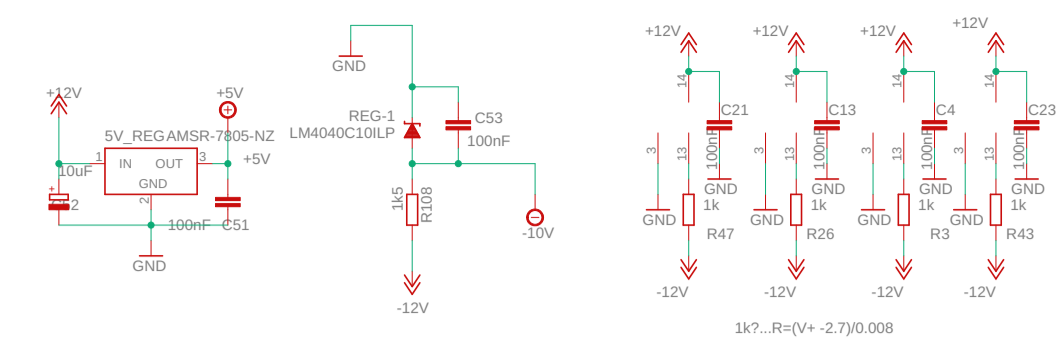 +12V
5V_REG AMSR-7805-NZ
+5V
1
IN
OUT
3
+5V
GND
2
10uF
C52
100nF
C51
GND
GND
REG-1
LM4040C10ILP
C53
100nF
1k5
R108
-10V
-12V
+12V
14
C21
100nF
3
13
GND
GND
1k
R47
-12V
+12V
14
C13
100nF
3
13
GND
GND
1k
R26
-12V
+12V
14
C4
100nF
3
13
GND
GND
1k
R3
-12V
+12V
14
C23
100nF
3
13
GND
GND
1k
R43
-12V
1k?...R=(V+ -2.7)/0.008